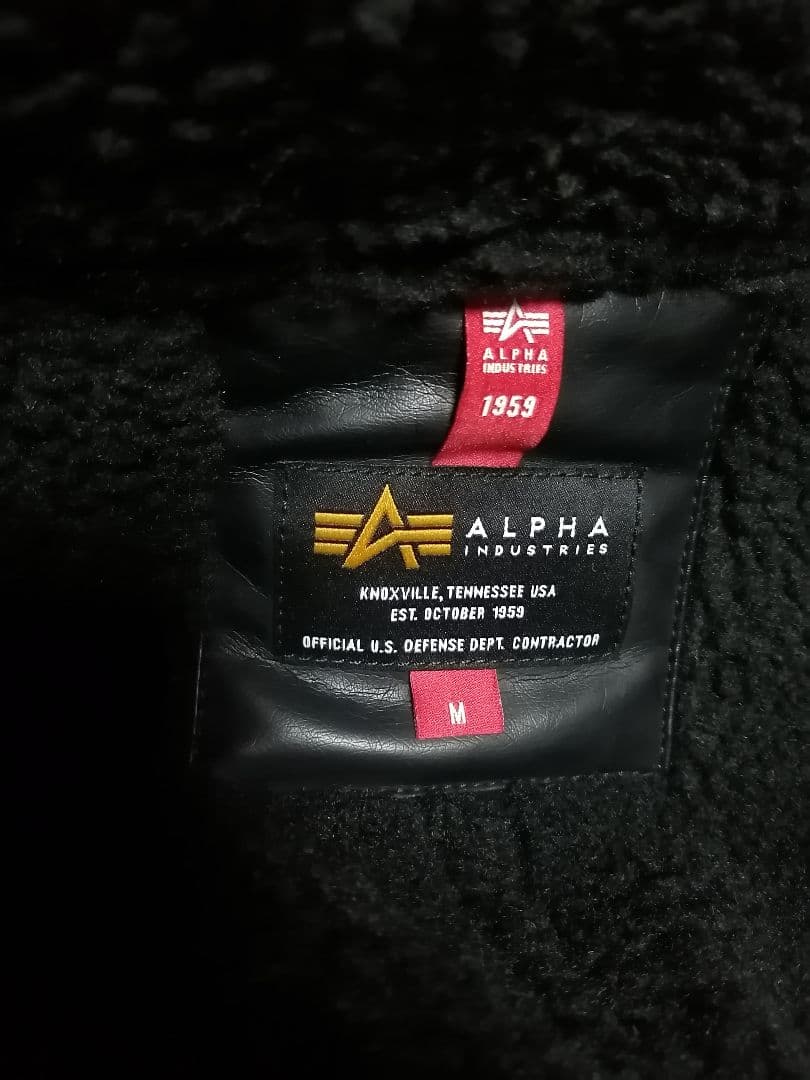 ALPHA
INDUSTRIES
1959
ALPHA
INDUSTRIES
KNOXVILLE, TENNESSEE USA
EST. OCTOBER 1959
OFFICIAL U.S. DEFENSE DEPT. CONTRACTOR
M